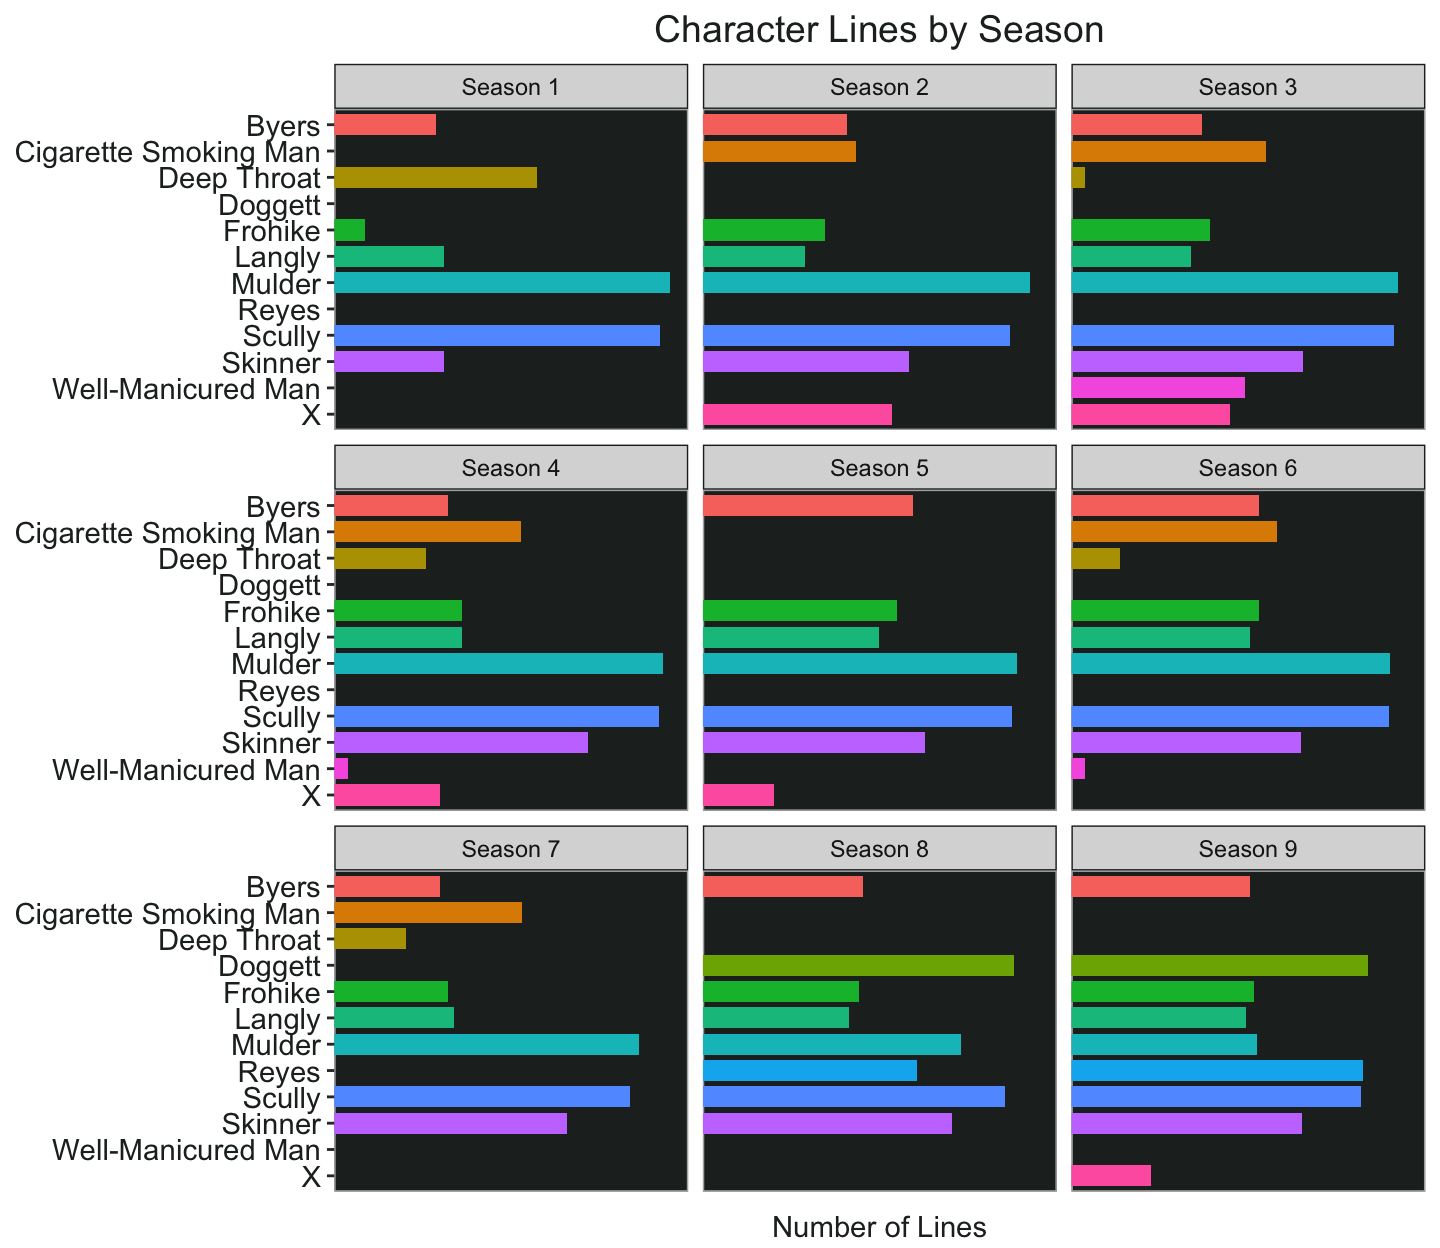 Character Lines by Season
Season 1
Season 2
Season 3
Byers
Cigarette Smoking Man
Deep Throat
Doggett
Frohike
Langly
Mulder
Reyes
Scully
Skinner
Well-Manicured Man
X
Season 4
Season 5
Season 6
Byers
Cigarette Smoking Man
Deep Throat
Doggett
Frohike
Langly
Mulder
Reyes
Scully
Skinner
Well-Manicured Man
X
Season 7
Season 8
Season 9
Byers
Cigarette Smoking Man
Deep Throat
Doggett
Frohike
Langly
Mulder
Reyes
Scully
Skinner
Well-Manicured Man
X
Number of Lines